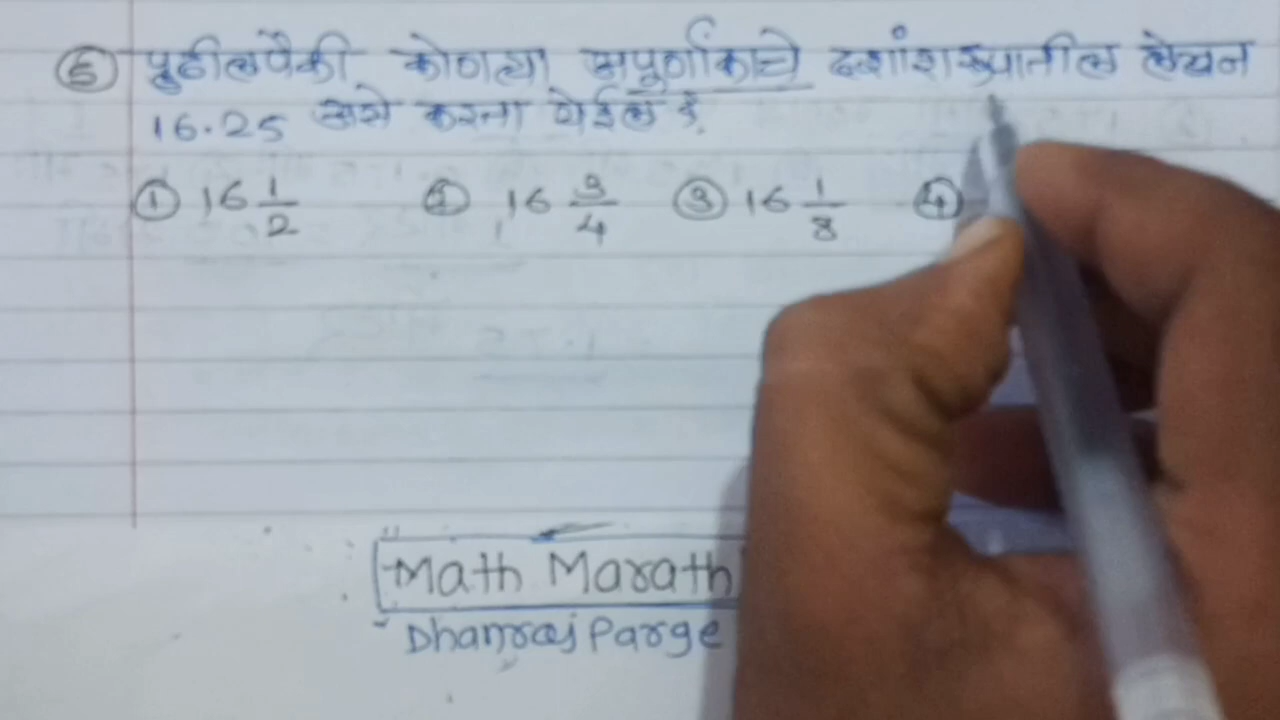 ⑤ पुढीलपैकी कोणत्या अपूर्णांकाचे दशांशरूपातील लेखन
16.25 असे करता येईल ?
① 16 1/2 ② 16 3/4 ③ 16 1/8 ④
Math Marath
Dhanraj Parge